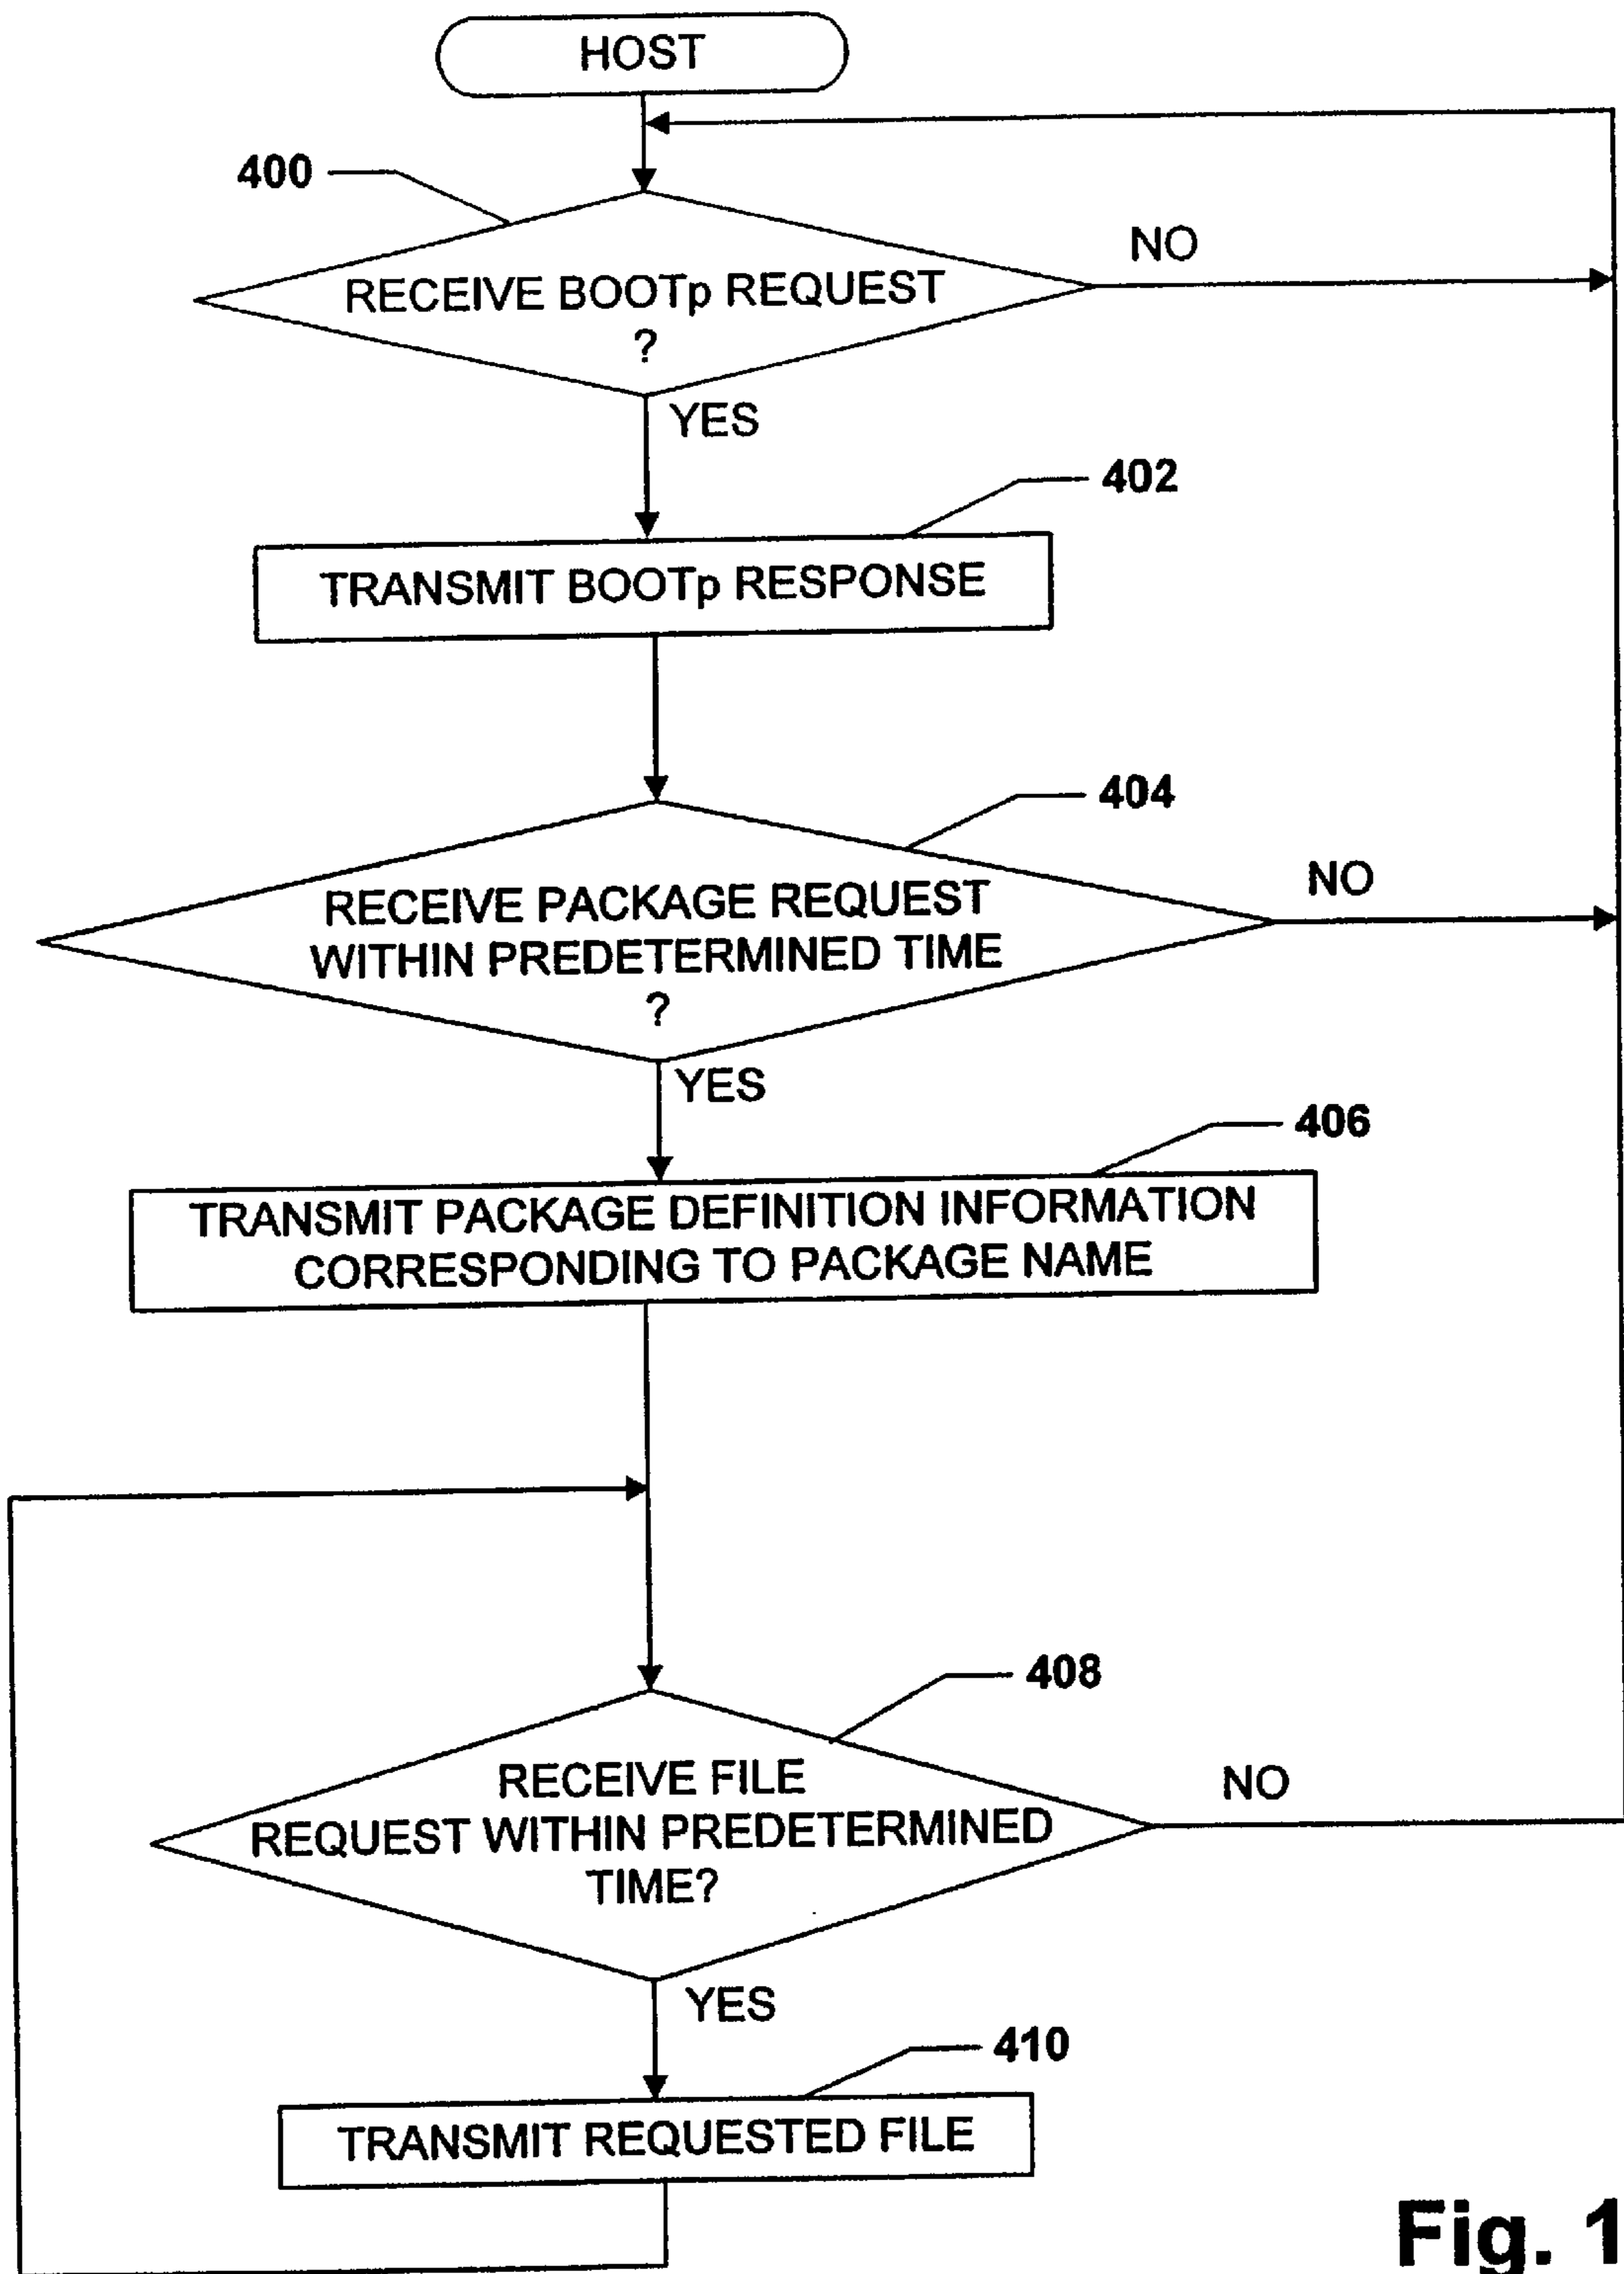 HOST
400
NO
RECEIVE BOOTp REQUEST
?
YES
402
TRANSMIT BOOTp RESPONSE
404
NO
RECEIVE PACKAGE REQUEST
WITHIN PREDETERMINED TIME
?
YES
406
TRANSMIT PACKAGE DEFINITION INFORMATION
CORRESPONDING TO PACKAGE NAME
408
RECEIVE FILE
NO
REQUEST WITHIN PREDETERMINED
TIME?
YES
410
TRANSMIT REQUESTED FILE
Fig. 1